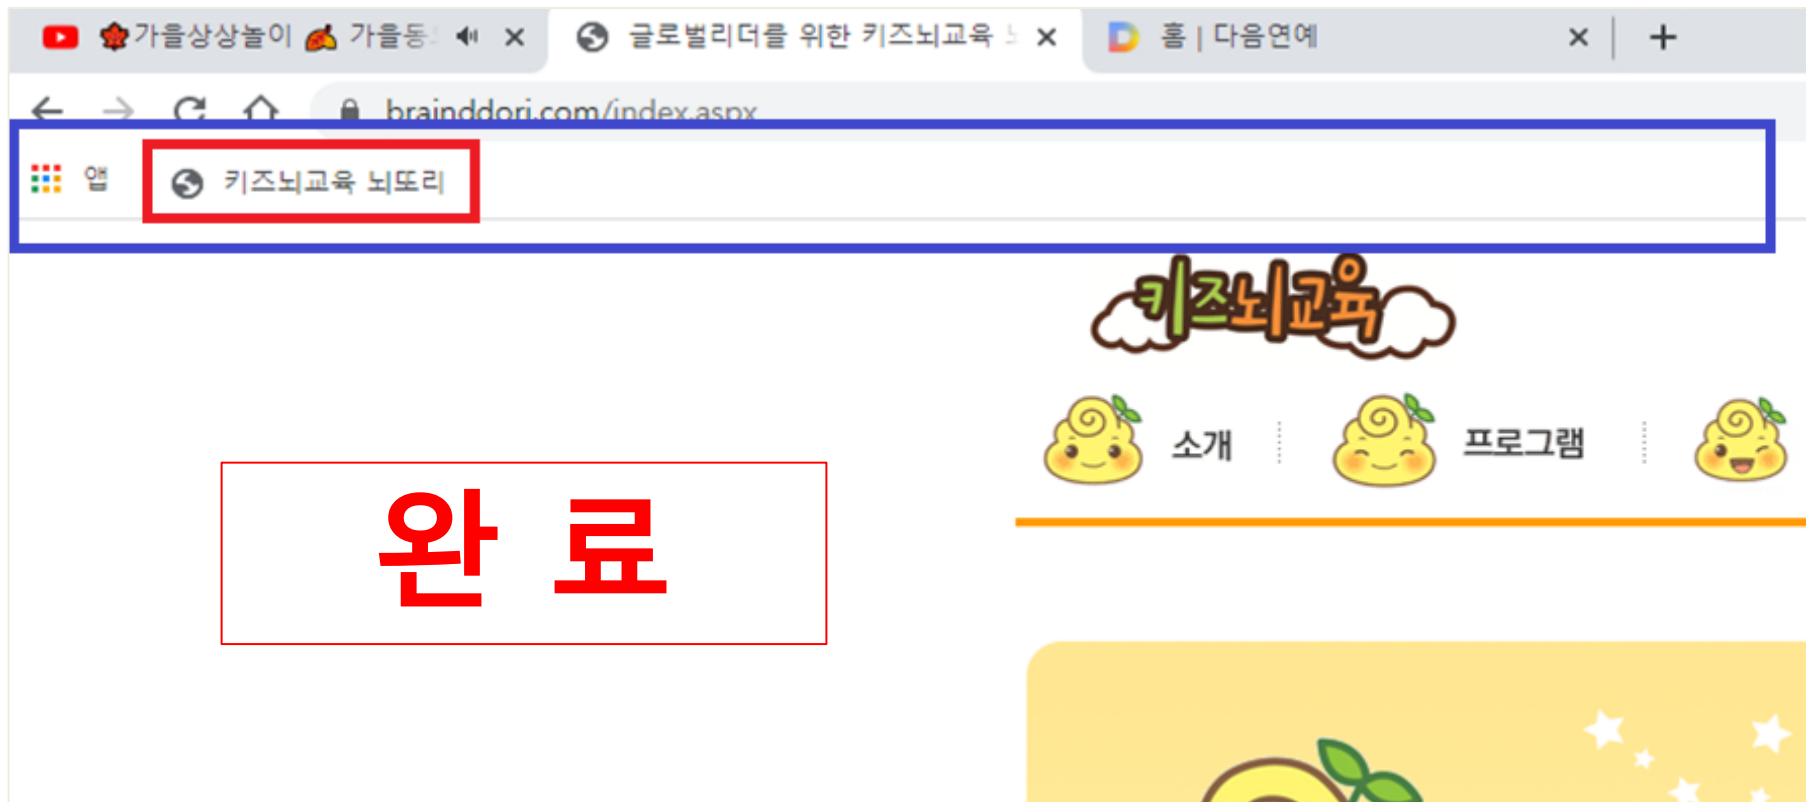 가을상상놀이 가을동
글로벌리더를 위한 키즈뇌교육
홈 | 다음연예
brainddori.com/index.aspx
앱
키즈뇌교육 뇌또리
키즈뇌교육
소개
프로그램
완 료